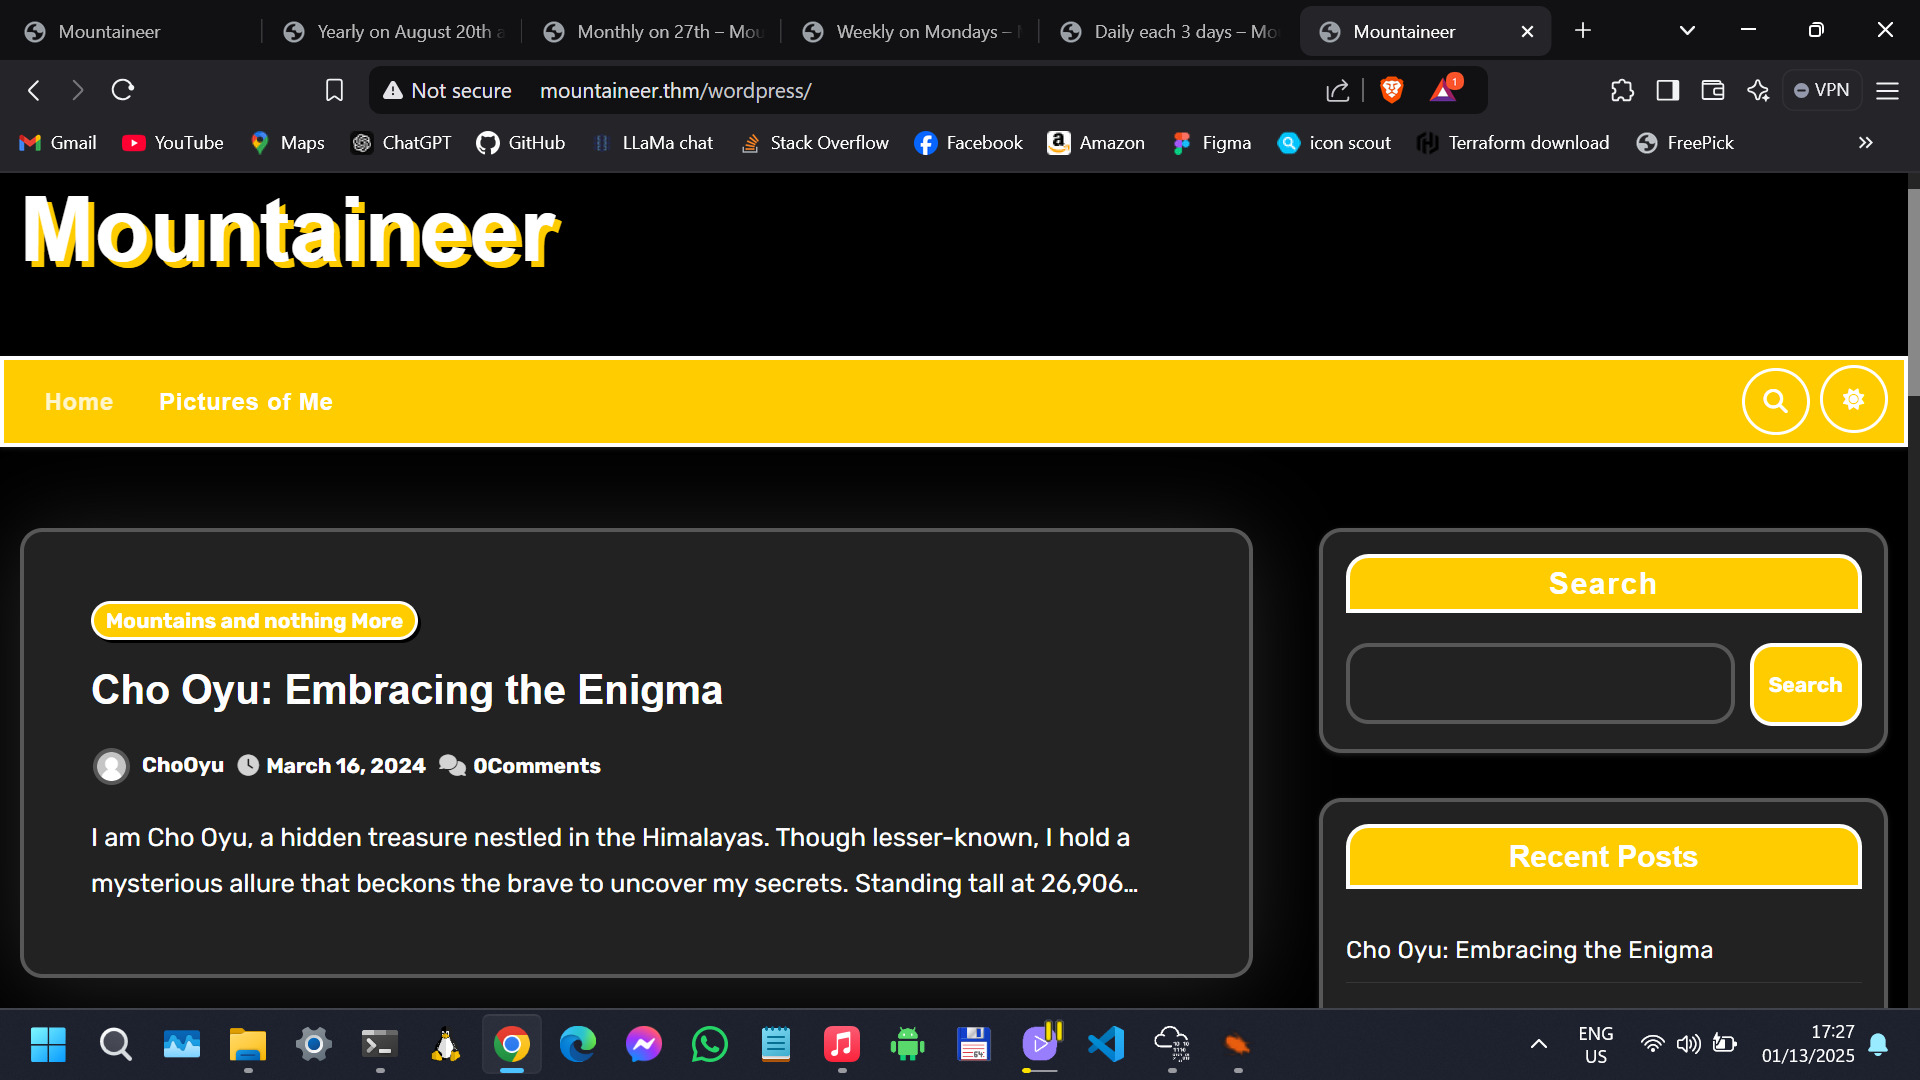 Mountaineer
Yearly on August 20th a
Monthly on 27th – Mou
Weekly on Mondays –
Daily each 3 days – Mo
Mountaineer
Not secure mountaineer.thm/wordpress/
1
VPN
Gmail YouTube Maps ChatGPT GitHub LLaMa chat Stack Overflow Facebook Amazon Figma icon scout Terraform download FreePick
Mountaineer
Home Pictures of Me
Mountains and nothing More
Cho Oyu: Embracing the Enigma
ChoOyu March 16, 2024 0Comments
I am Cho Oyu, a hidden treasure nestled in the Himalayas. Though lesser-known, I hold a
mysterious allure that beckons the brave to uncover my secrets. Standing tall at 26,906…
Search
Search
Recent Posts
Cho Oyu: Embracing the Enigma
ENG
US
17:27
01/13/2025